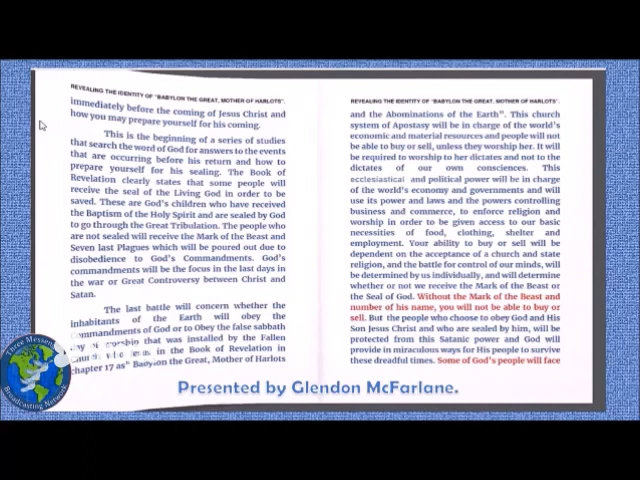 REVEALING THE IDENTITY OF "BABYLON THE GREAT, MOTHER OF HARLOTS".
immediately before the coming of Jesus Christ and
how you may prepare yourself for his coming.
This is the beginning of a series of studies
that search the word of God for answers to the events
that are occurring before his return and how to
prepare yourself for his sealing. The Book of
Revelation clearly states that some people will
receive the seal of the Living God in order to be
saved. These are God's children who have received
the Baptism of the Holy Spirit and are sealed by God
to go through the Great Tribulation. The people who
are not sealed will receive the Mark of the Beast and
Seven last Plagues which will be poured out due to
disobedience to God's Commandments. God's
commandments will be the focus in the last days in
the war or Great Controversy between Christ and
Satan.
The last battle will concern whether the
inhabitants of the Earth will obey the
Commandments of God or to Obey the false sabbath
day of worship that was installed by the Fallen
in the Book of Revelation in
chapter 17 as "Babylon the Great, Mother of Harlots
REVEALING THE IDENTITY OF "BABYLON THE GREAT, MOTHER OF HARLOTS".
and the Abominations of the Earth". This church
system of Apostasy will be in charge of the world's
economic and material resources and people will not
be able to buy or sell, unless they worship her. It will
be required to worship to her dictates and not to the
dictates of our own consciences. This
ecclesiastical and political power will be in charge
of the world's economy and governments and will
use its power and laws and the powers controlling
business and commerce, to enforce religion and
worship in order to be given access to our basic
necessities of food, clothing, shelter and
employment. Your ability to buy or sell will be
dependent on the acceptance of a church and state
religion, and the battle for control of our minds, will
be determined by us individually, and will determine
whether or not we receive the Mark of the Beast or
the Seal of God. Without the Mark of the Beast and
number of his name, you will not be able to buy or
sell. But the people who choose to obey God and His
Son Jesus Christ and who are sealed by him, will be
protected from this Satanic power and God will
provide in miraculous ways for His people to survive
these dreadful times. Some of God's people will face
Three
Broadcasting Network
Presented by Glendon McFarlane.